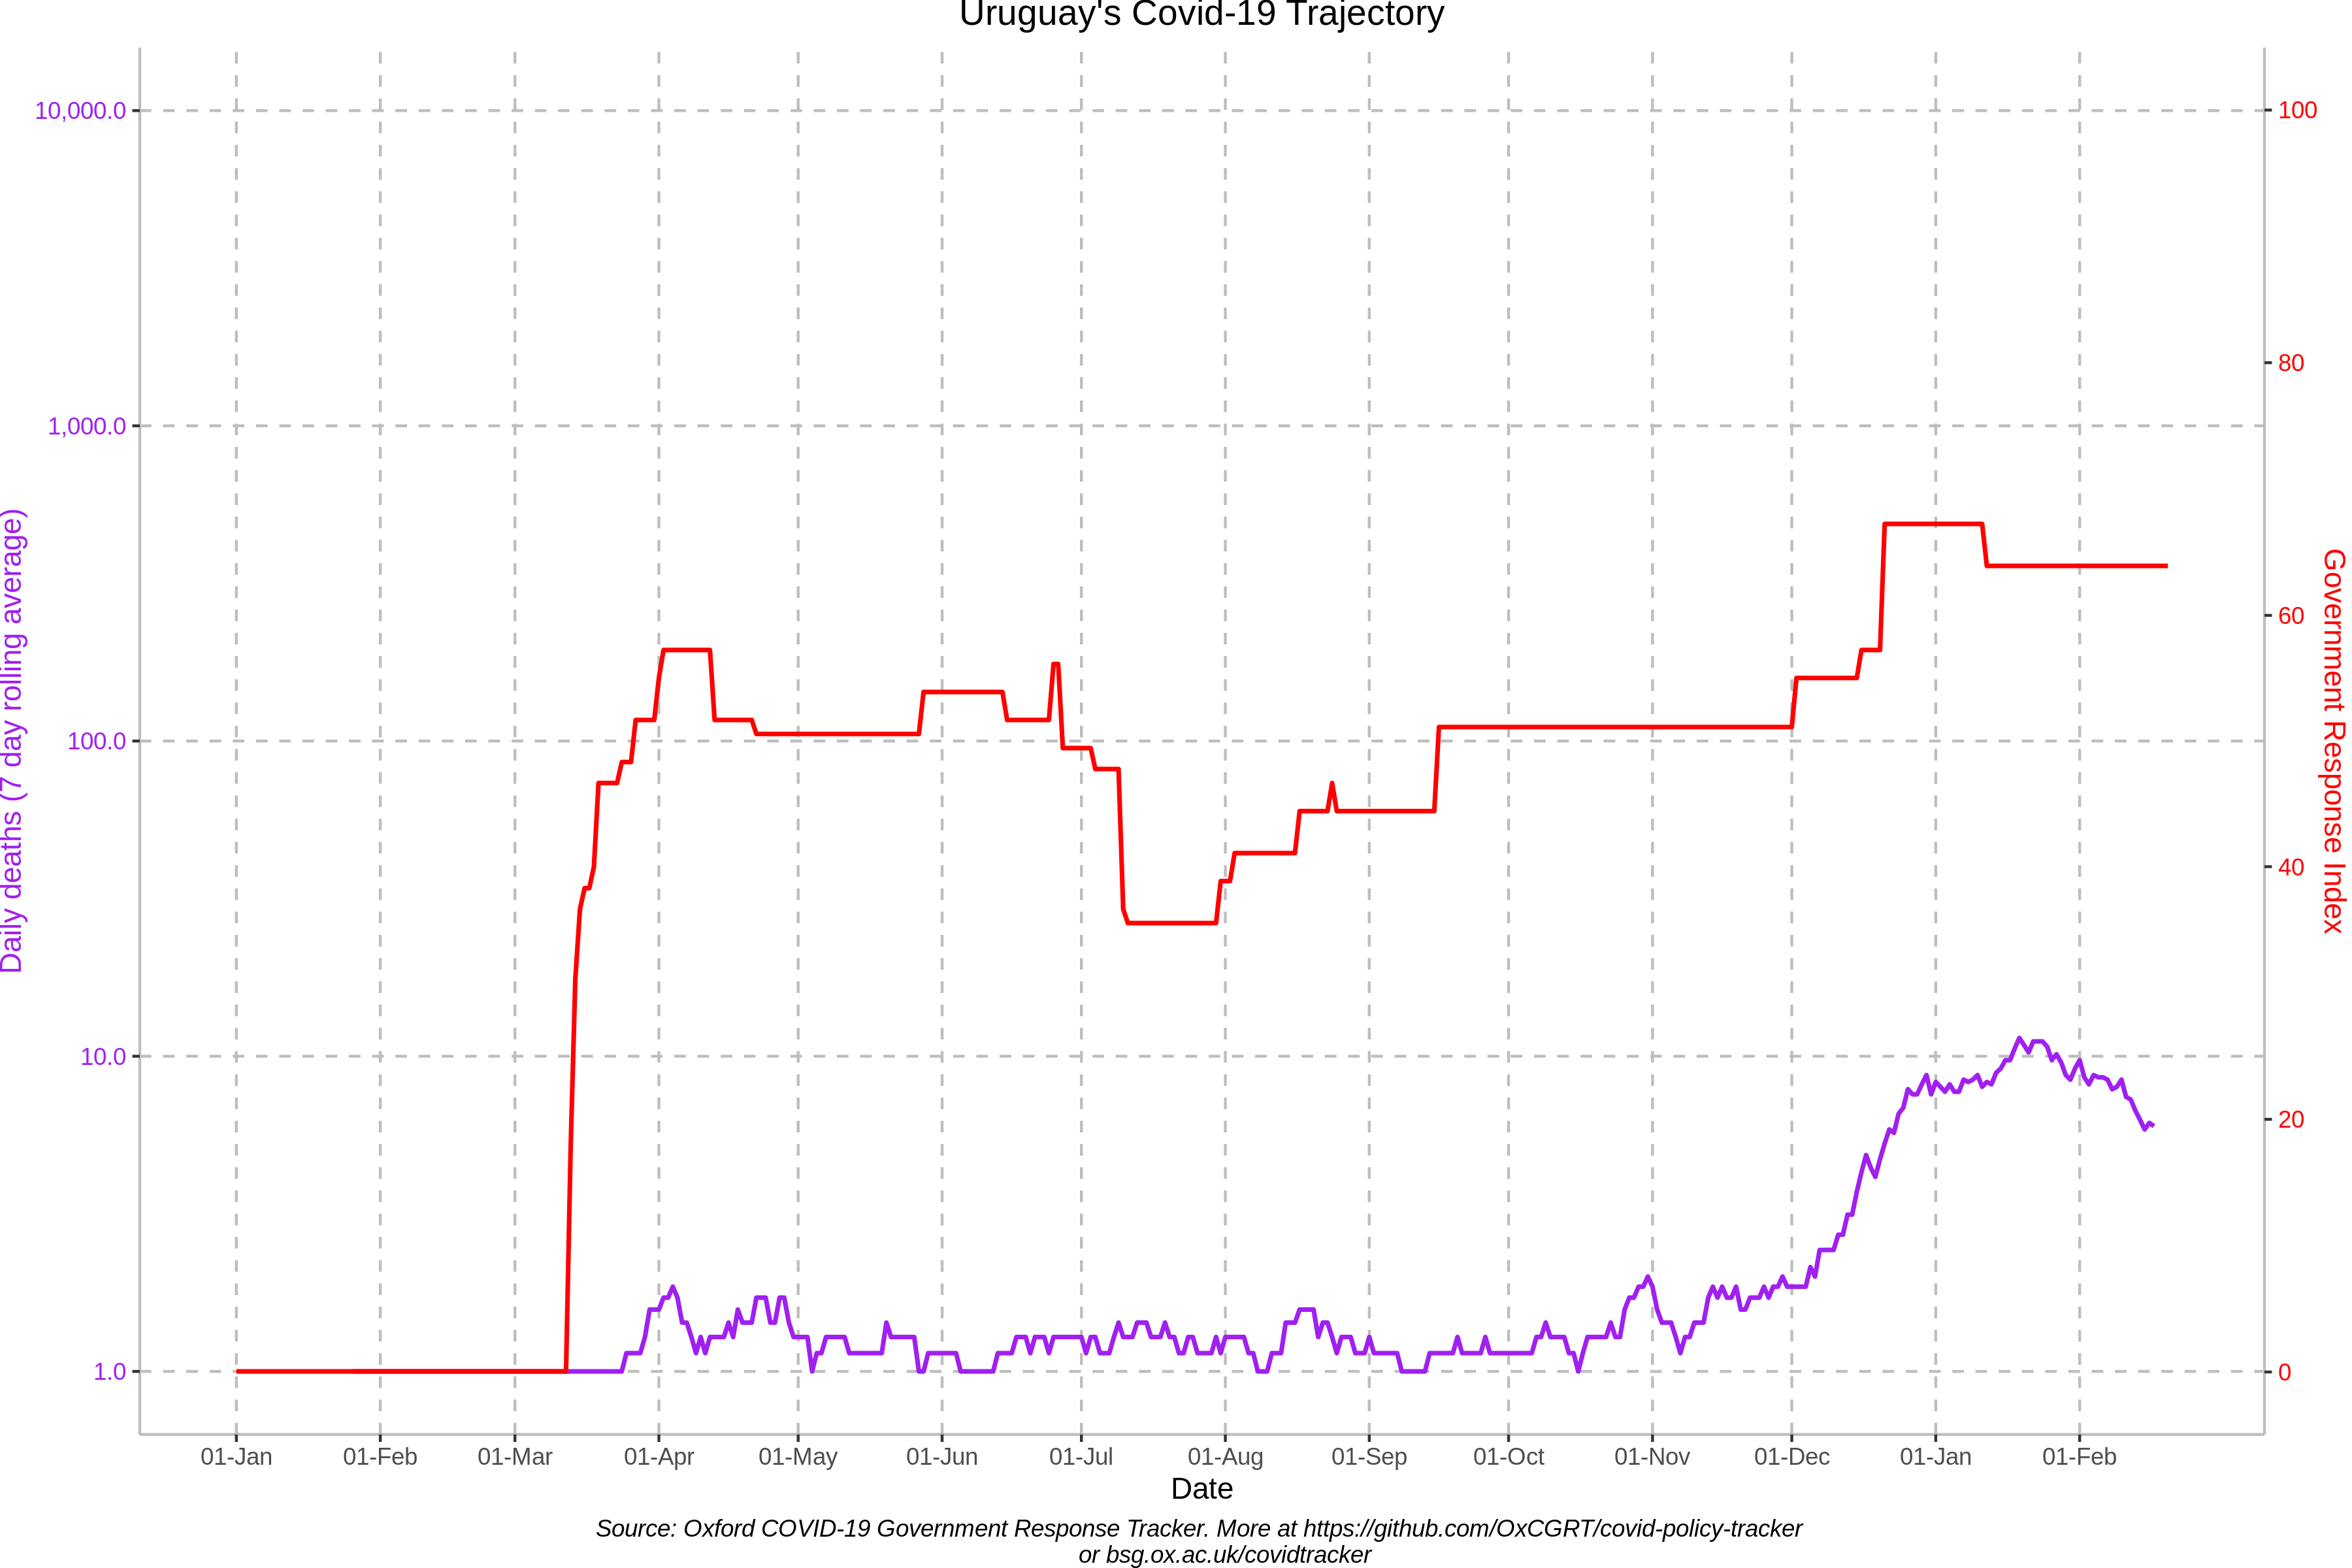 Uruguay's Covid-19 Trajectory
10,000.0
1,000.0
100.0
10.0
1.0
Daily deaths (7 day rolling average)
100
80
60
40
20
0
Government Response Index
01-Jan 01-Feb 01-Mar 01-Apr 01-May 01-Jun 01-Jul 01-Aug 01-Sep 01-Oct 01-Nov 01-Dec 01-Jan 01-Feb
Date
Source: Oxford COVID-19 Government Response Tracker. More at https://github.com/OxCGRT/covid-policy-tracker
or bsg.ox.ac.uk/covidtracker